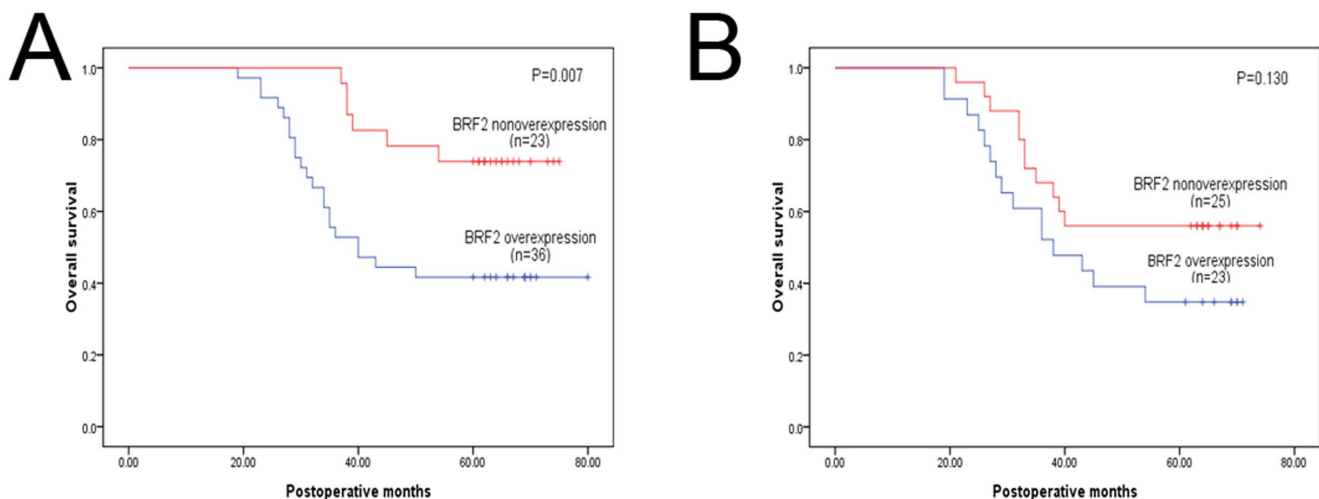 A
P=0.007
1.0
0.8
0.6
0.4
0.2
0.0
Overall survival
BRF2 nonoverexpression
(n=23)
BRF2 overexpression
(n=36)
0.00 20.00 40.00 60.00 80.00
Postoperative months
B
P=0.130
1.0
0.8
0.6
0.4
0.2
0.0
Overall survival
BRF2 nonoverexpression
(n=25)
BRF2 overexpression
(n=23)
0.00 20.00 40.00 60.00 80.00
Postoperative months